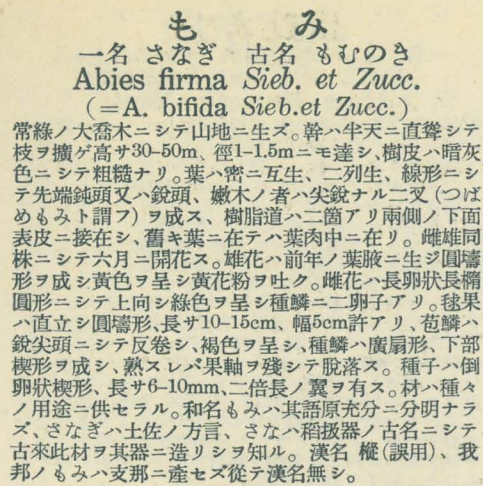 もみ
一名 さなぎ 古名 もむのき
Abies firma Sieb. et Zucc.
(=A. bifida Sieb.et Zucc.)
常綠ノ大喬木ニシテ山地ニ生ズ。幹ハ半天ニ直聳シテ
枝ヲ擴ゲ高サ30-50m、徑1-1.5mニモ達シ、樹皮ハ暗灰
色ニシテ粗糙ナリ。葉ハ密ニ互生、二列生、線形ニシ
テ先端鈍頭又ハ銳頭、嫩木ノ者ハ尖銳ナル二叉(つば
めもみト謂フ)ヲ成ス、樹脂道ハ二箇アリ兩側ノ下面
表皮ニ接在シ、舊キ葉ニ在テハ葉肉中ニ在リ。雌雄同
株ニシテ六月ニ開花ス。雄花ハ前年ノ葉腋ニ生ジ圓壔
形ヲ成シ黃色ヲ呈シ黃花粉ヲ吐ク。雌花ハ長卵狀長橢
圓形ニシテ上向シ綠色ヲ呈シ種鱗ニ二卵子アリ。毬果
ハ直立シ圓壔形、長サ10-15cm、幅5cm許アリ、苞鱗ハ
銳尖頭ニシテ反卷シ、褐色ヲ呈シ、種鱗ハ廣扇形、下部
楔形ヲ成シ、熟スレバ果軸ヲ殘シテ脫落ス。種子ハ倒
卵狀楔形、長サ6-10mm、二倍長ノ翼ヲ有ス。材ハ種々
ノ用途ニ供セラル。和名もみハ其語原充分ニ分明ナラ
ズ、さなぎハ土佐ノ方言、さなハ稻扱器ノ古名ニシテ
古來此材ヲ其器ニ造リシヲ知ル。漢名 樅(誤用)、我
邦ノもみハ支那ニ產セズ從テ漢名無シ。